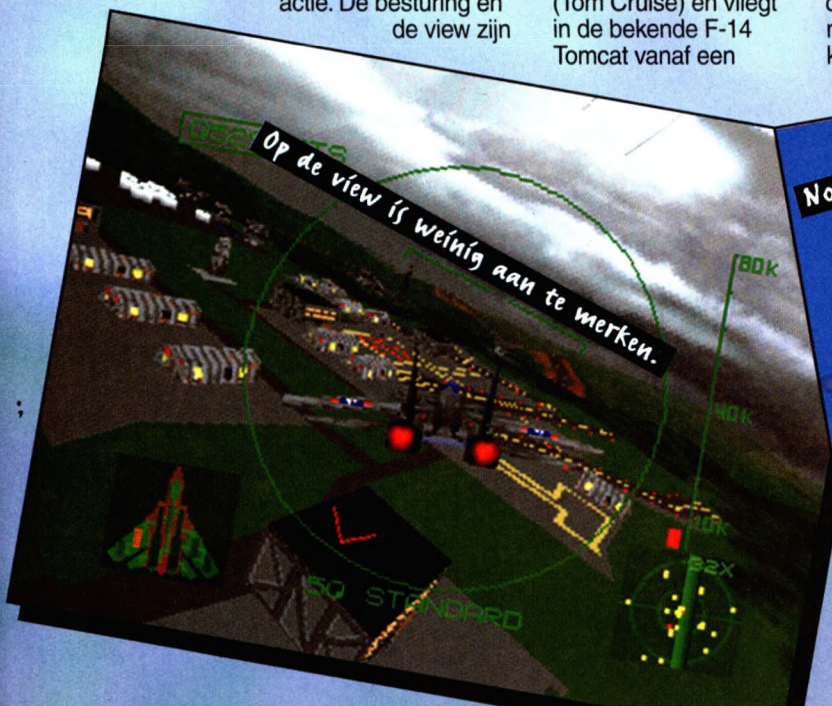 actie. De besturing en
de view zijn
(Tom Cruise) en vliegt
in de bekende F-14
Tomcat vanaf een
Op de view is weinig aan te merken.
No
80k
40k
10k
22X
50 STANDARD
;